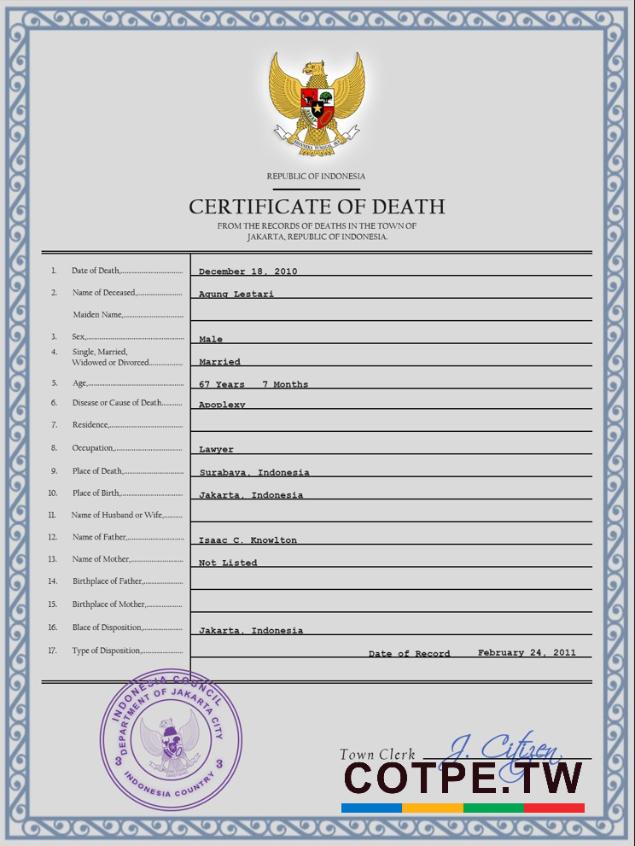 REPUBLIC OF INDONESIA
CERTIFICATE OF DEATH
FROM THE RECORDS OF DEATHS IN THE TOWN OF
JAKARTA, REPUBLIC OF INDONESIA.
1. Date of Death,.................... December 18, 2010
2. Name of Deceased,.................... Agung Lestari
Maiden Name,....................
3. Sex,.................... Male
4. Single, Married,
Widowed or Divorced.................... Married
5. Age,.................... 67 Years 7 Months
6. Disease or Cause of Death.......... Apoplexy
7. Residence,....................
8. Occupation,.................... Lawyer
9. Place of Death,.................... Surabaya, Indonesia
10. Place of Birth,.................... Jakarta, Indonesia
11. Name of Husband or Wife,........
12. Name of Father,.................... Isaac C. Knowlton
13. Name of Mother,.................... Not Listed
14. Birthplace of Father,....................
15. Birthplace of Mother,....................
16. Blace of Disposition,.................... Jakarta, Indonesia
17. Type of Disposition,.................... Date of Record February 24, 2011
INDONESIA COUNCIL
DEPARTMENT OF JAKARTA CITY
3 3
INDONESIA COUNTRY
Town Clerk J. Citizen
COTPE.TW